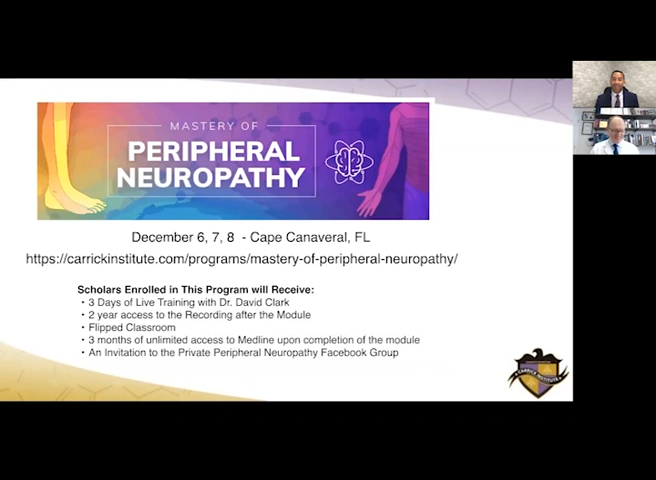 MASTERY OF
PERIPHERAL
NEUROPATHY
December 6, 7, 8 - Cape Canaveral, FL
https://carrickinstitute.com/programs/mastery-of-peripheral-neuropathy/
Scholars Enrolled in This Program will Receive:
• 3 Days of Live Training with Dr. David Clark
• 2 year access to the Recording after the Module
• Flipped Classroom
• 3 months of unlimited access to Medline upon completion of the module
• An Invitation to the Private Peripheral Neuropathy Facebook Group
CARRICK INSTITUTE